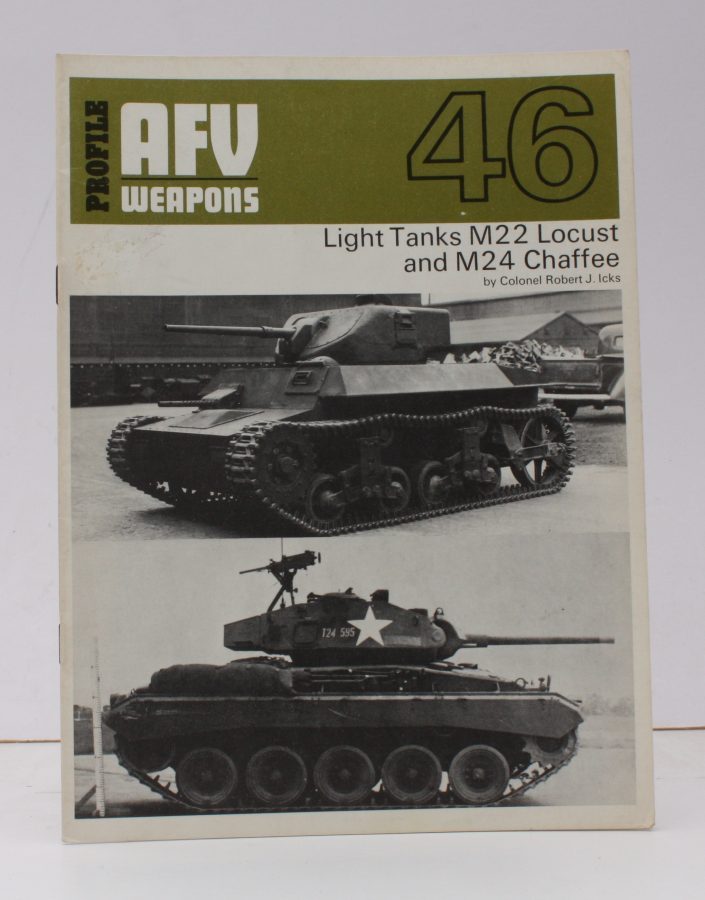 PROFILE
AFV
WEAPONS
46
Light Tanks M22 Locust
and M24 Chaffee
by Colonel Robert J. Icks
T24 595